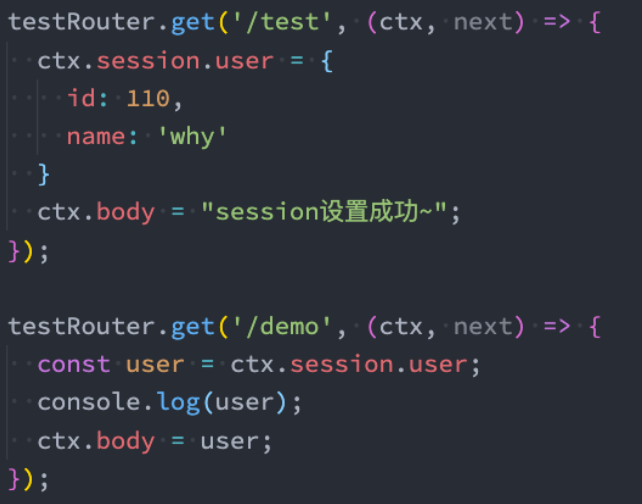 testRouter.get('/test', (ctx, next) => {
  ctx.session.user = {
    id: 110,
    name: 'why'
  }
  ctx.body = "session设置成功~";
});

testRouter.get('/demo', (ctx, next) => {
  const user = ctx.session.user;
  console.log(user);
  ctx.body = user;
});